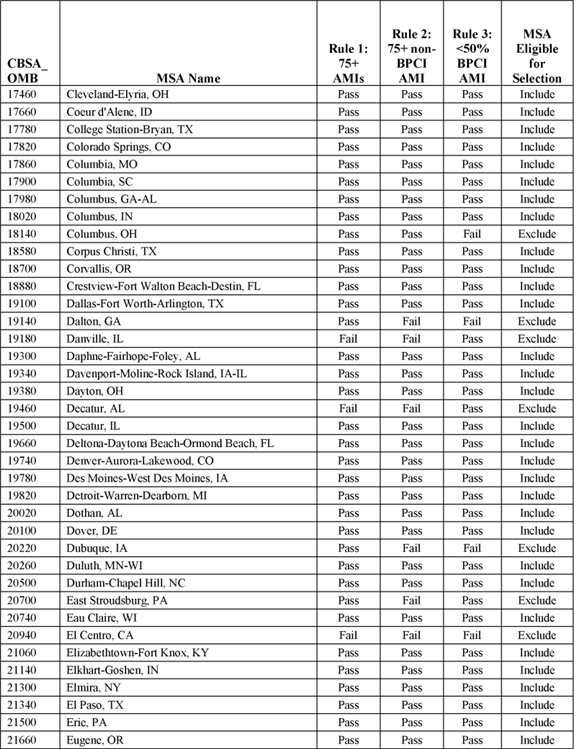 CBSA_OMB MSA Name Rule 1: 75+ AMIs Rule 2: 75+ non-BPCI AMI Rule 3: <50% BPCI AMI MSA Eligible for Selection
17460 Cleveland-Elyria, OH Pass Pass Pass Include
17660 Coeur d'Alene, ID Pass Pass Pass Include
17780 College Station-Bryan, TX Pass Pass Pass Include
17820 Colorado Springs, CO Pass Pass Pass Include
17860 Columbia, MO Pass Pass Pass Include
17900 Columbia, SC Pass Pass Pass Include
17980 Columbus, GA-AL Pass Pass Pass Include
18020 Columbus, IN Pass Pass Pass Include
18140 Columbus, OH Pass Pass Fail Exclude
18580 Corpus Christi, TX Pass Pass Pass Include
18700 Corvallis, OR Pass Pass Pass Include
18880 Crestview-Fort Walton Beach-Destin, FL Pass Pass Pass Include
19100 Dallas-Fort Worth-Arlington, TX Pass Pass Pass Include
19140 Dalton, GA Pass Fail Fail Exclude
19180 Danville, IL Fail Fail Pass Exclude
19300 Daphne-Fairhope-Foley, AL Pass Pass Pass Include
19340 Davenport-Moline-Rock Island, IA-IL Pass Pass Pass Include
19380 Dayton, OH Pass Pass Pass Include
19460 Decatur, AL Fail Fail Pass Exclude
19500 Decatur, IL Pass Pass Pass Include
19660 Deltona-Daytona Beach-Ormond Beach, FL Pass Pass Pass Include
19740 Denver-Aurora-Lakewood, CO Pass Pass Pass Include
19780 Des Moines-West Des Moines, IA Pass Pass Pass Include
19820 Detroit-Warren-Dearborn, MI Pass Pass Pass Include
20020 Dothan, AL Pass Pass Pass Include
20100 Dover, DE Pass Pass Pass Include
20220 Dubuque, IA Pass Fail Fail Exclude
20260 Duluth, MN-WI Pass Pass Pass Include
20500 Durham-Chapel Hill, NC Pass Pass Pass Include
20700 East Stroudsburg, PA Pass Fail Pass Exclude
20740 Eau Claire, WI Pass Pass Pass Include
20940 El Centro, CA Fail Fail Fail Exclude
21060 Elizabethtown-Fort Knox, KY Pass Pass Pass Include
21140 Elkhart-Goshen, IN Pass Pass Pass Include
21300 Elmira, NY Pass Pass Pass Include
21340 El Paso, TX Pass Pass Pass Include
21500 Erie, PA Pass Pass Pass Include
21660 Eugene, OR Pass Pass Pass Include